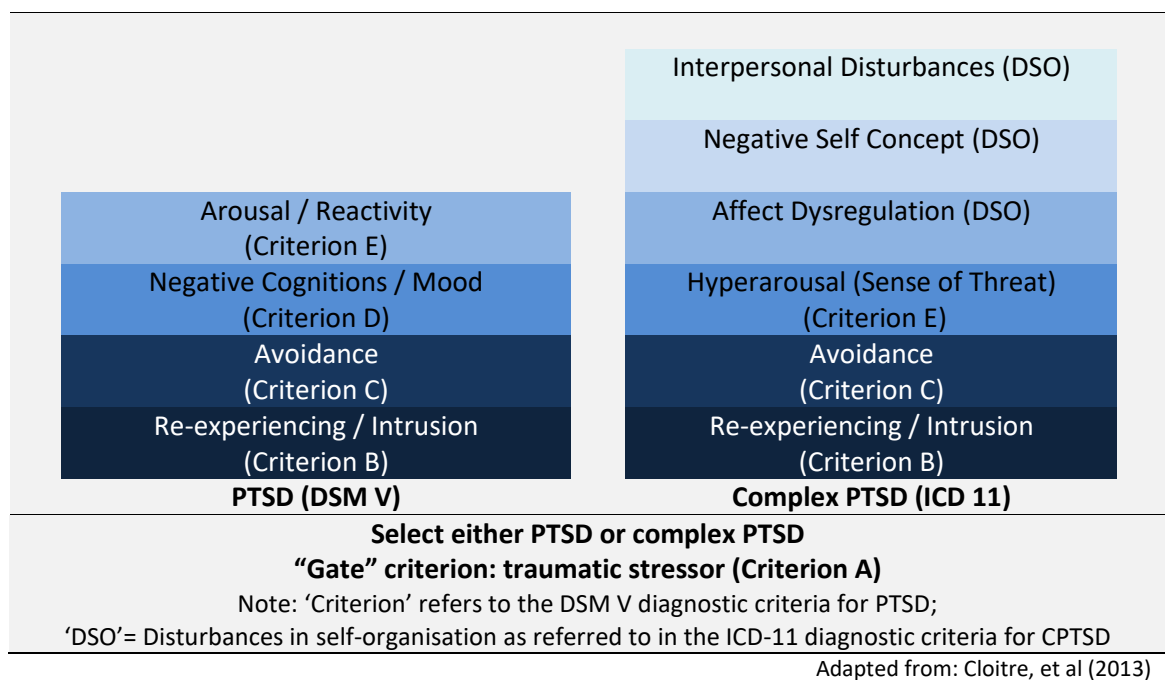 Interpersonal Disturbances (DSO)
Negative Self Concept (DSO)
Arousal / Reactivity
(Criterion E)
Affect Dysregulation (DSO)
Negative Cognitions / Mood
(Criterion D)
Hyperarousal (Sense of Threat)
(Criterion E)
Avoidance
(Criterion C)
Avoidance
(Criterion C)
Re-experiencing / Intrusion
(Criterion B)
Re-experiencing / Intrusion
(Criterion B)
PTSD (DSM V)
Complex PTSD (ICD 11)
Select either PTSD or complex PTSD
“Gate” criterion: traumatic stressor (Criterion A)
Note: ‘Criterion’ refers to the DSM V diagnostic criteria for PTSD;
‘DSO’= Disturbances in self-organisation as referred to in the ICD-11 diagnostic criteria for CPTSD
Adapted from: Cloitre, et al (2013)